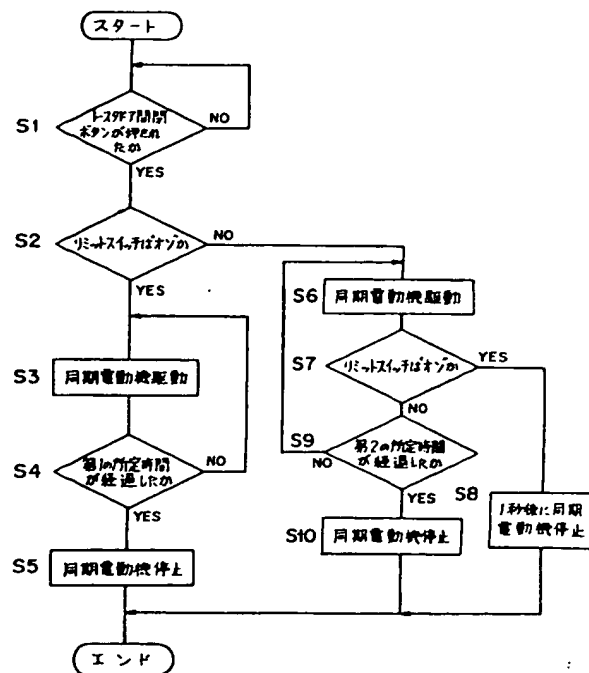 スタート
S1
トースタドア開閉
ボタンが押され
たか
NO
YES
S2
リミットスイッチはオンか
NO
YES
S3
同期電動機駆動
S4
第1の所定時間
が経過したか
NO
YES
S5
同期電動機停止
エンド
S6
同期電動機駆動
S7
リミットスイッチはオンか
YES
NO
S9
第2の所定時間
が経過したか
NO
YES
S8
1秒後に同期
電動機停止
S10
同期電動機停止